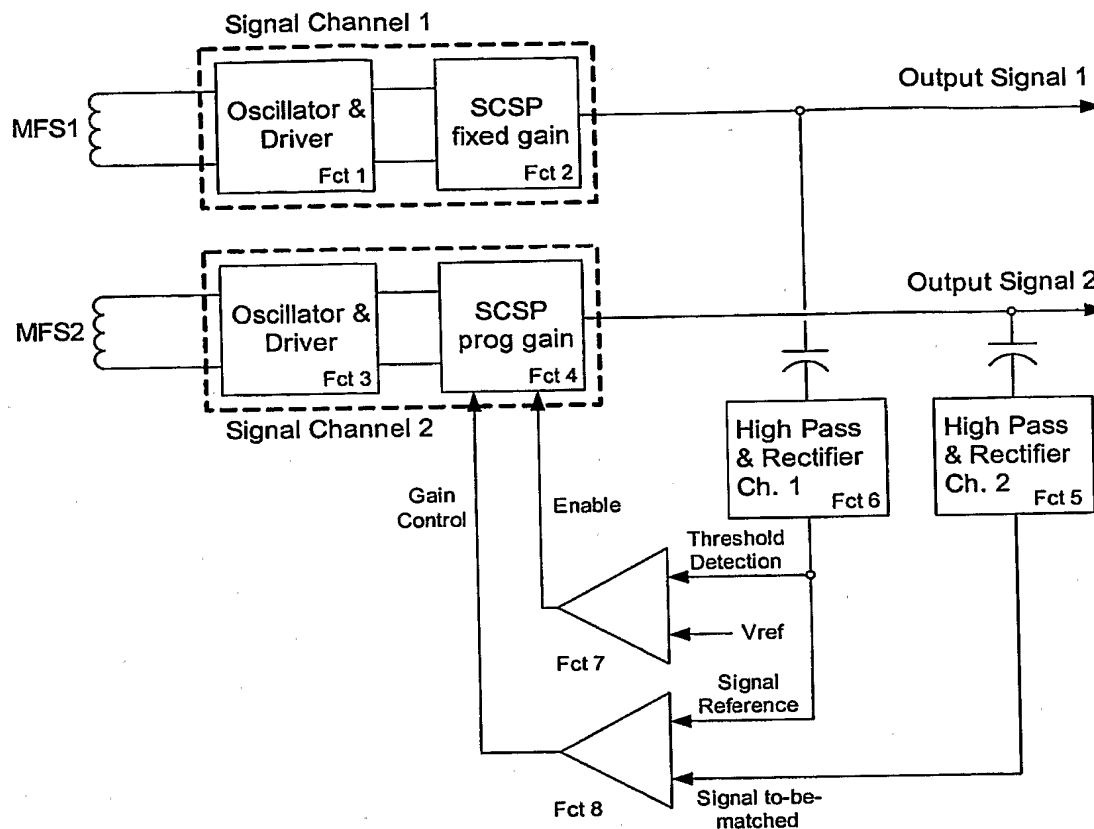 Signal Channel 1
MFS1
Oscillator &
Driver
Fct 1
SCSP
fixed gain
Fct 2
Output Signal 1
MFS2
Oscillator &
Driver
Fct 3
SCSP
prog gain
Fct 4
Output Signal 2
Signal Channel 2
High Pass
& Rectifier
Ch. 1
Fct 6
High Pass
& Rectifier
Ch. 2
Fct 5
Gain
Control
Enable
Threshold
Detection
Vref
Fct 7
Signal
Reference
Fct 8
Signal to-be-
matched